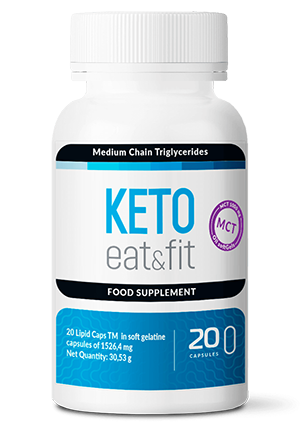 Medium Chain Triglycerides
KETO
eat&fit
MCT
FOOD SUPPLEMENT
20 Lipid Caps TM in soft gelatine
capsules of 1526,4 mg
Net Quantity: 30,53 g
20
CAPSULES